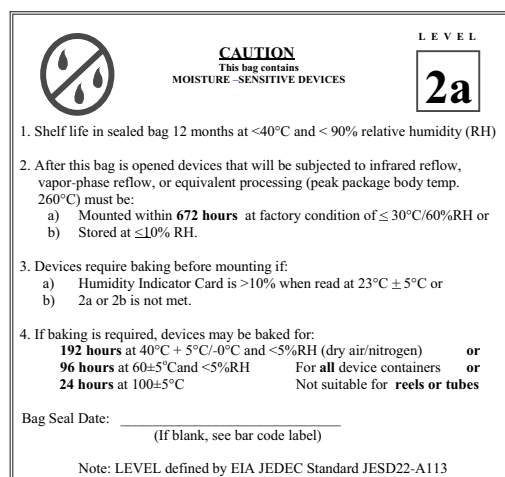 L E V E L
CAUTION
This bag contains
MOISTURE –SENSITIVE DEVICES
2a
1. Shelf life in sealed bag 12 months at <40°C and < 90% relative humidity (RH)
2. After this bag is opened devices that will be subjected to infrared reflow,
vapor-phase reflow, or equivalent processing (peak package body temp.
260°C) must be:
a) Mounted within 672 hours at factory condition of ≤ 30°C/60%RH or
b) Stored at ≤10% RH.
3. Devices require baking before mounting if:
a) Humidity Indicator Card is >10% when read at 23°C ± 5°C or
b) 2a or 2b is not met.
4. If baking is required, devices may be baked for:
192 hours at 40°C + 5°C/-0°C and <5%RH (dry air/nitrogen) or
96 hours at 60±5°Cand <5%RH For all device containers or
24 hours at 100±5°C Not suitable for reels or tubes
Bag Seal Date: ______________________________
(If blank, see bar code label)
Note: LEVEL defined by EIA JEDEC Standard JESD22-A113